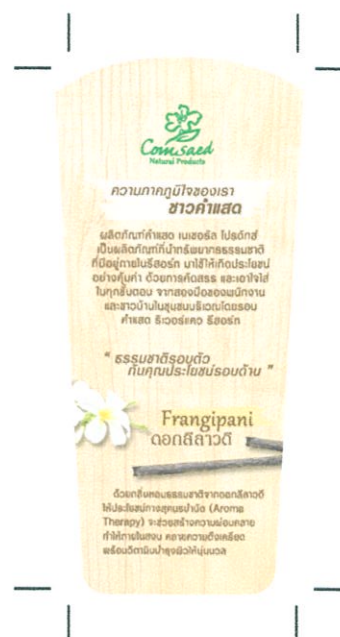 Comsaed
Natural Products
ความภาคภูมิใจของเรา
ชาวคำแสด
ผลิตภัณฑ์คำแสด เนเชอรัล โปรดักส์
เป็นผลิตภัณฑ์ที่นำทรัพยากรธรรมชาติ
ที่มีอยู่ภายในรีสอร์ท มาใช้ให้เกิดประโยชน์
อย่างคุ้มค่า ด้วยการคัดสรร และเอาใจใส่
ในทุกขั้นตอน จากสองมือของพนักงาน
และชาวบ้านในชุมชนบริเวณโดยรอบ
คำแสด ริเวอร์แคว รีสอร์ท
“ ธรรมชาติรอบตัว
กับคุณประโยชน์รอบด้าน ”
Frangipani
ดอกลีลาวดี
ด้วยกลิ่นหอมธรรมชาติจากดอกลีลาวดี
ให้ประโยชน์ทางสุคนธบำบัด (Aroma
Therapy) จะช่วยสร้างความผ่อนคลาย
ทำให้ภายในสงบ คลายความตึงเครียด
พร้อมวิตามินบำรุงผิวให้นุ่มนวล